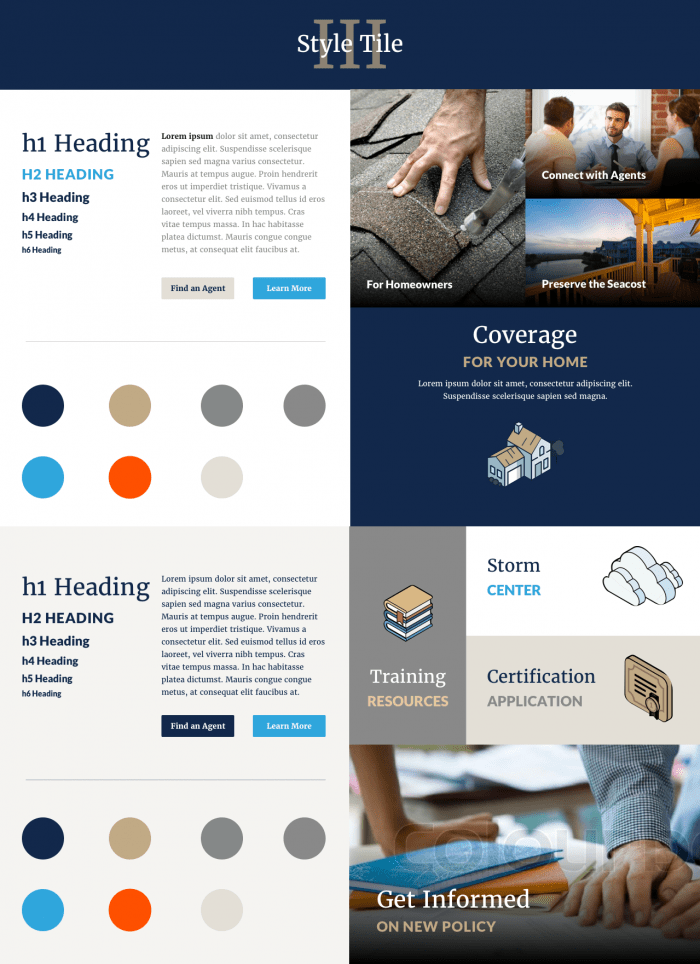 III
Style Tile
h1 Heading
H2 HEADING
h3 Heading
h4 Heading
h5 Heading
h6 Heading
Lorem ipsum dolor sit amet, consectetur
adipiscing elit. Suspendisse scelerisque
sapien sed magna varius consectetur.
Mauris at tempus augue. Proin hendrerit
eros ut imperdiet tristique. Vivamus a
consectetur dolor. Sed euismod tellus id eros
laoreet, vel viverra nibh tempus. Cras
vitae tempus massa. In hac habitasse
platea dictumst. Mauris congue congue
metus, at consequat elit faucibus at.
Find an Agent
Learn More
For Homeowners
Connect with Agents
Preserve the Seacost
Coverage
FOR YOUR HOME
Lorem ipsum dolor sit amet, consectetur adipiscing elit.
Suspendisse scelerisque sapien sed magna.
h1 Heading
H2 HEADING
h3 Heading
h4 Heading
h5 Heading
h6 Heading
Lorem ipsum dolor sit amet, consectetur
adipiscing elit. Suspendisse scelerisque
sapien sed magna varius consectetur.
Mauris at tempus augue. Proin hendrerit
eros ut imperdiet tristique. Vivamus a
consectetur dolor. Sed euismod tellus id eros
laoreet, vel viverra nibh tempus. Cras
vitae tempus massa. In hac habitasse
platea dictumst. Mauris congue congue
metus, at consequat elit faucibus at.
Find an Agent
Learn More
Training
RESOURCES
Storm
CENTER
Certification
APPLICATION
Get Informed
ON NEW POLICY